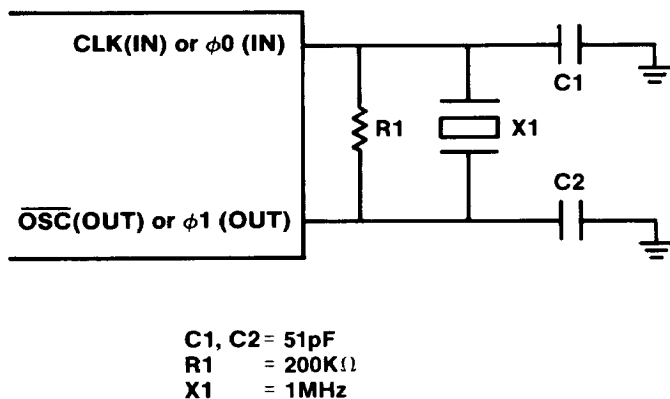 CLK(IN) or ϕ0 (IN)
C1
R1
X1
C2
O̅S̅C̅(OUT) or ϕ1 (OUT)
C1, C2 = 51pF
R1 = 200KΩ
X1 = 1MHz